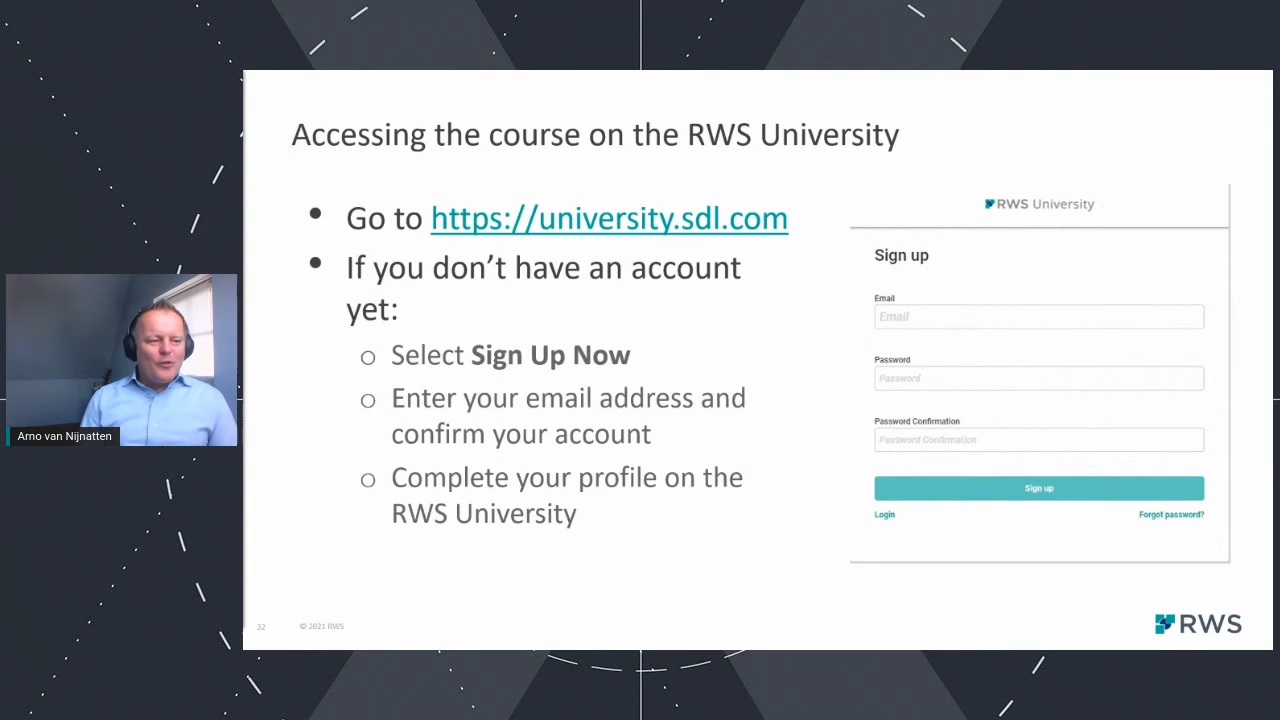 Accessing the course on the RWS University
• Go to https://university.sdl.com
• If you don’t have an account
yet:
o Select Sign Up Now
o Enter your email address and
confirm your account
o Complete your profile on the
RWS University
RWS University
Sign up
Email
Email
Password
Password
Password Confirmation
Password Confirmation
Sign up
Login
Forgot password?
Arno van Nijnatten
32
© 2021 RWS
RWS